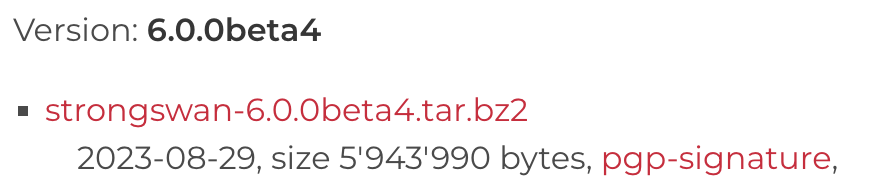 Version: 6.0.0beta4
strongswan-6.0.0beta4.tar.bz2
2023-08-29, size 5'943'990 bytes, pgp-signature,